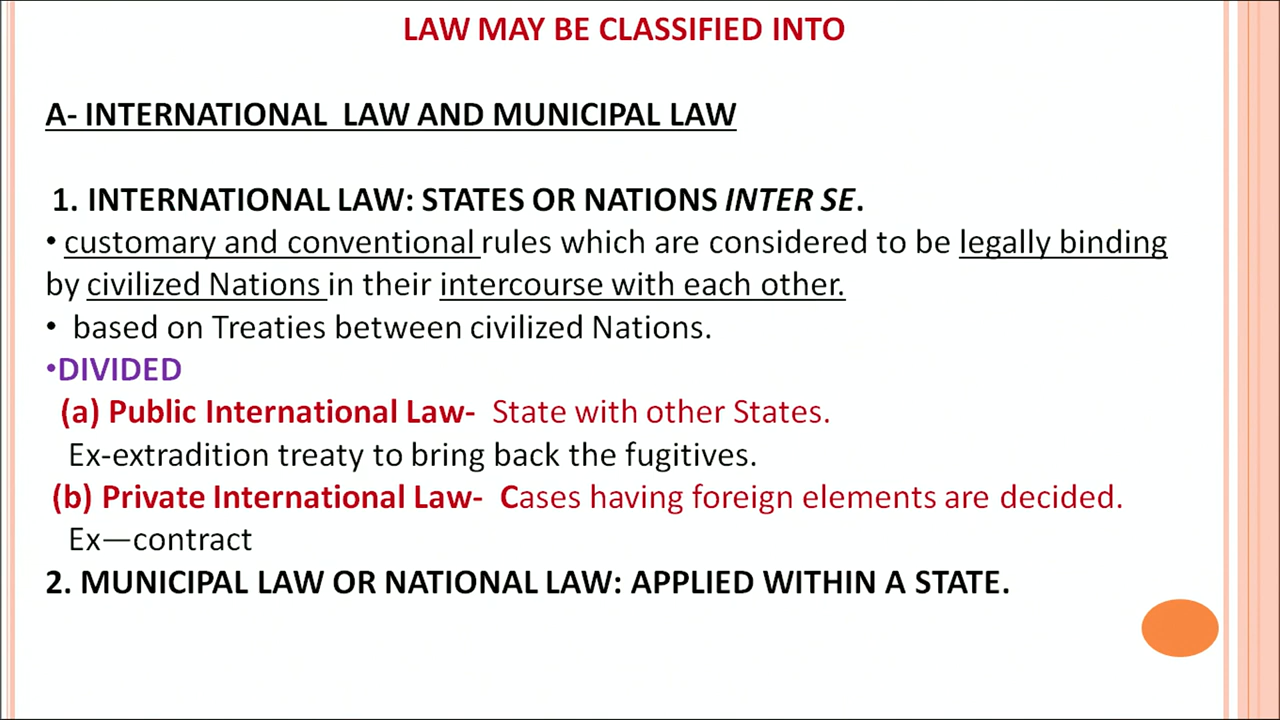 LAW MAY BE CLASSIFIED INTO
A- INTERNATIONAL LAW AND MUNICIPAL LAW
1. INTERNATIONAL LAW: STATES OR NATIONS INTER SE.
• customary and conventional rules which are considered to be legally binding
by civilized Nations in their intercourse with each other.
• based on Treaties between civilized Nations.
•DIVIDED
(a) Public International Law- State with other States.
Ex-extradition treaty to bring back the fugitives.
(b) Private International Law- Cases having foreign elements are decided.
Ex—contract
2. MUNICIPAL LAW OR NATIONAL LAW: APPLIED WITHIN A STATE.